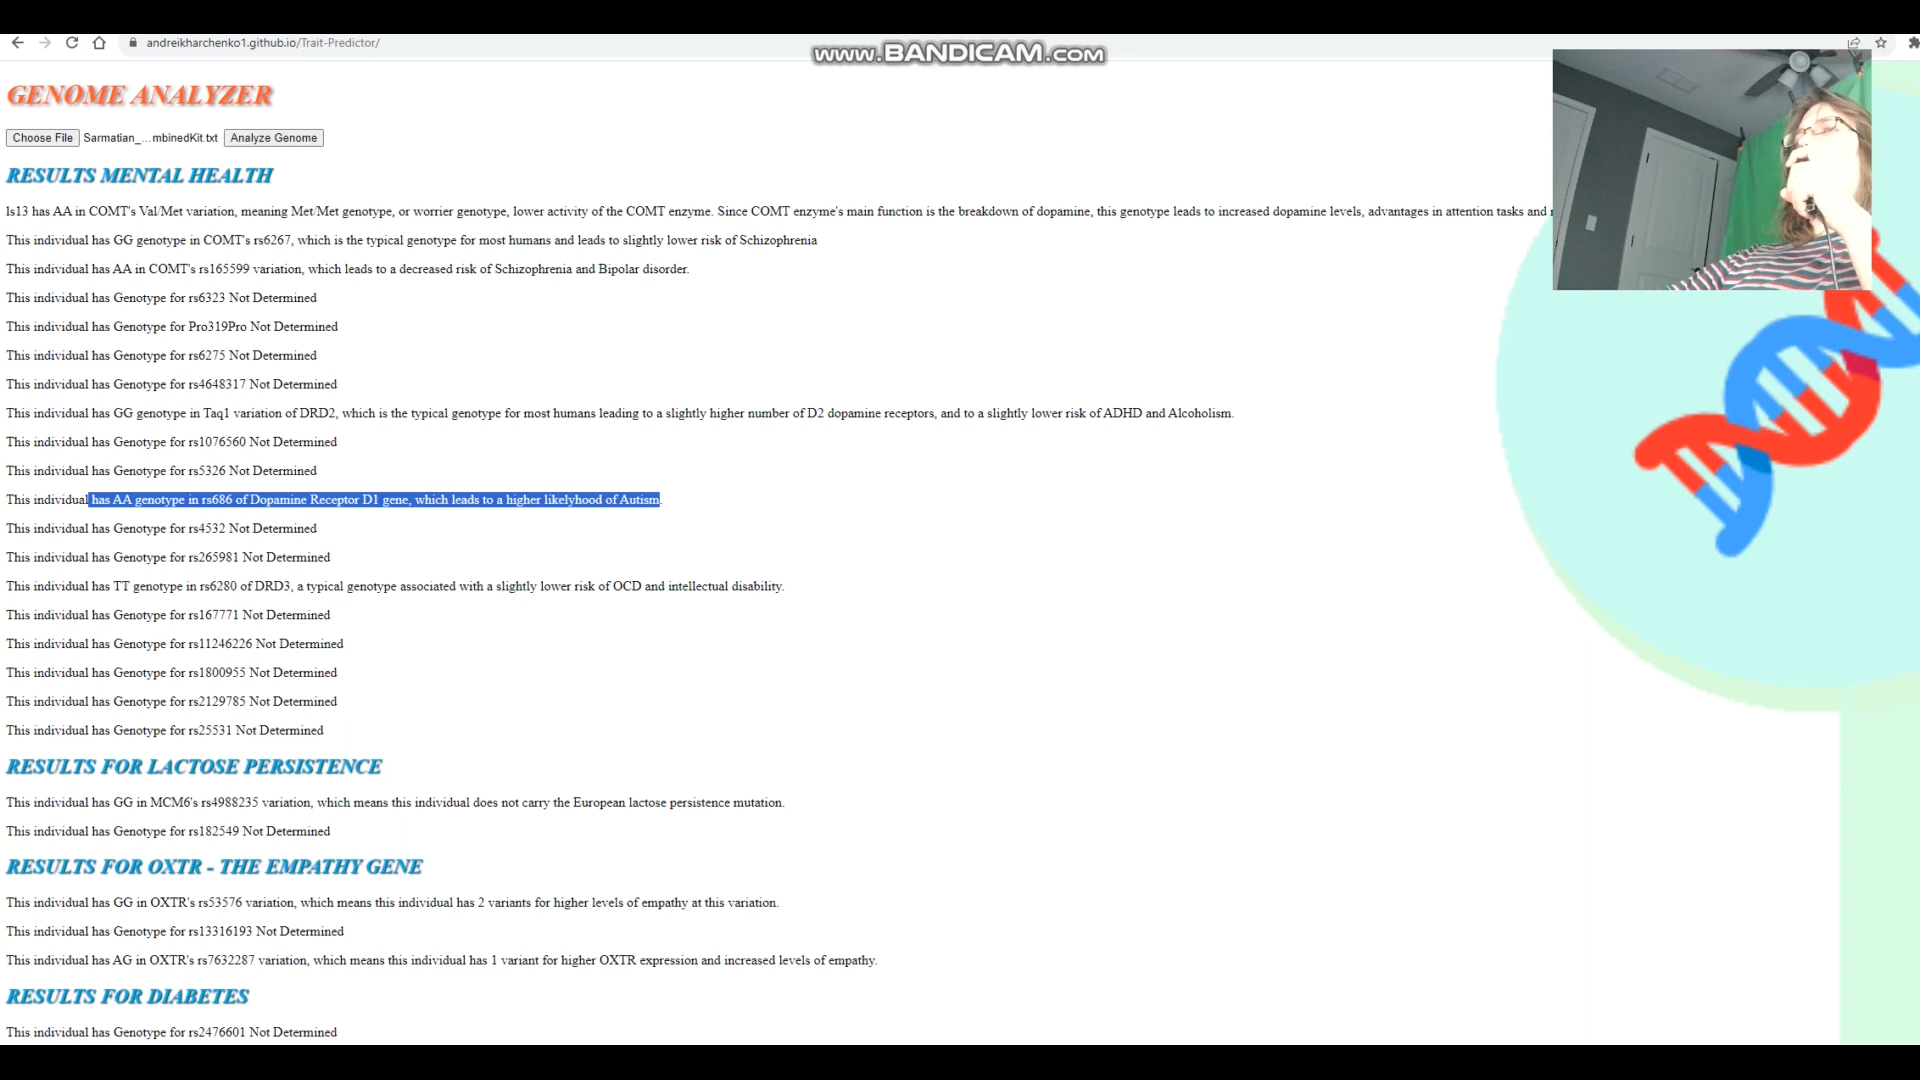 andreikharchenko1.github.io/Trait-Predictor/
www.BANDICAM.com
GENOME ANALYZER
Choose File Sarmatian_...mbinedKit.txt Analyze Genome
RESULTS MENTAL HEALTH
ls13 has AA in COMT's Val/Met variation, meaning Met/Met genotype, or worrier genotype, lower activity of the COMT enzyme. Since COMT enzyme's main function is the breakdown of dopamine, this genotype leads to increased dopamine levels, advantages in attention tasks and
This individual has GG genotype in COMT's rs6267, which is the typical genotype for most humans and leads to slightly lower risk of Schizophrenia
This individual has AA in COMT's rs165599 variation, which leads to a decreased risk of Schizophrenia and Bipolar disorder.
This individual has Genotype for rs6323 Not Determined
This individual has Genotype for Pro319Pro Not Determined
This individual has Genotype for rs6275 Not Determined
This individual has Genotype for rs4648317 Not Determined
This individual has GG genotype in Taq1 variation of DRD2, which is the typical genotype for most humans leading to a slightly higher number of D2 dopamine receptors, and to a slightly lower risk of ADHD and Alcoholism.
This individual has Genotype for rs1076560 Not Determined
This individual has Genotype for rs5326 Not Determined
This individual has AA genotype in rs686 of Dopamine Receptor D1 gene, which leads to a higher likelyhood of Autism.
This individual has Genotype for rs4532 Not Determined
This individual has Genotype for rs265981 Not Determined
This individual has TT genotype in rs6280 of DRD3, a typical genotype associated with a slightly lower risk of OCD and intellectual disability.
This individual has Genotype for rs167771 Not Determined
This individual has Genotype for rs11246226 Not Determined
This individual has Genotype for rs1800955 Not Determined
This individual has Genotype for rs2129785 Not Determined
This individual has Genotype for rs25531 Not Determined
RESULTS FOR LACTOSE PERSISTENCE
This individual has GG in MCM6's rs4988235 variation, which means this individual does not carry the European lactose persistence mutation.
This individual has Genotype for rs182549 Not Determined
RESULTS FOR OXTR - THE EMPATHY GENE
This individual has GG in OXTR's rs53576 variation, which means this individual has 2 variants for higher levels of empathy at this variation.
This individual has Genotype for rs13316193 Not Determined
This individual has AG in OXTR's rs7632287 variation, which means this individual has 1 variant for higher OXTR expression and increased levels of empathy.
RESULTS FOR DIABETES
This individual has Genotype for rs2476601 Not Determined